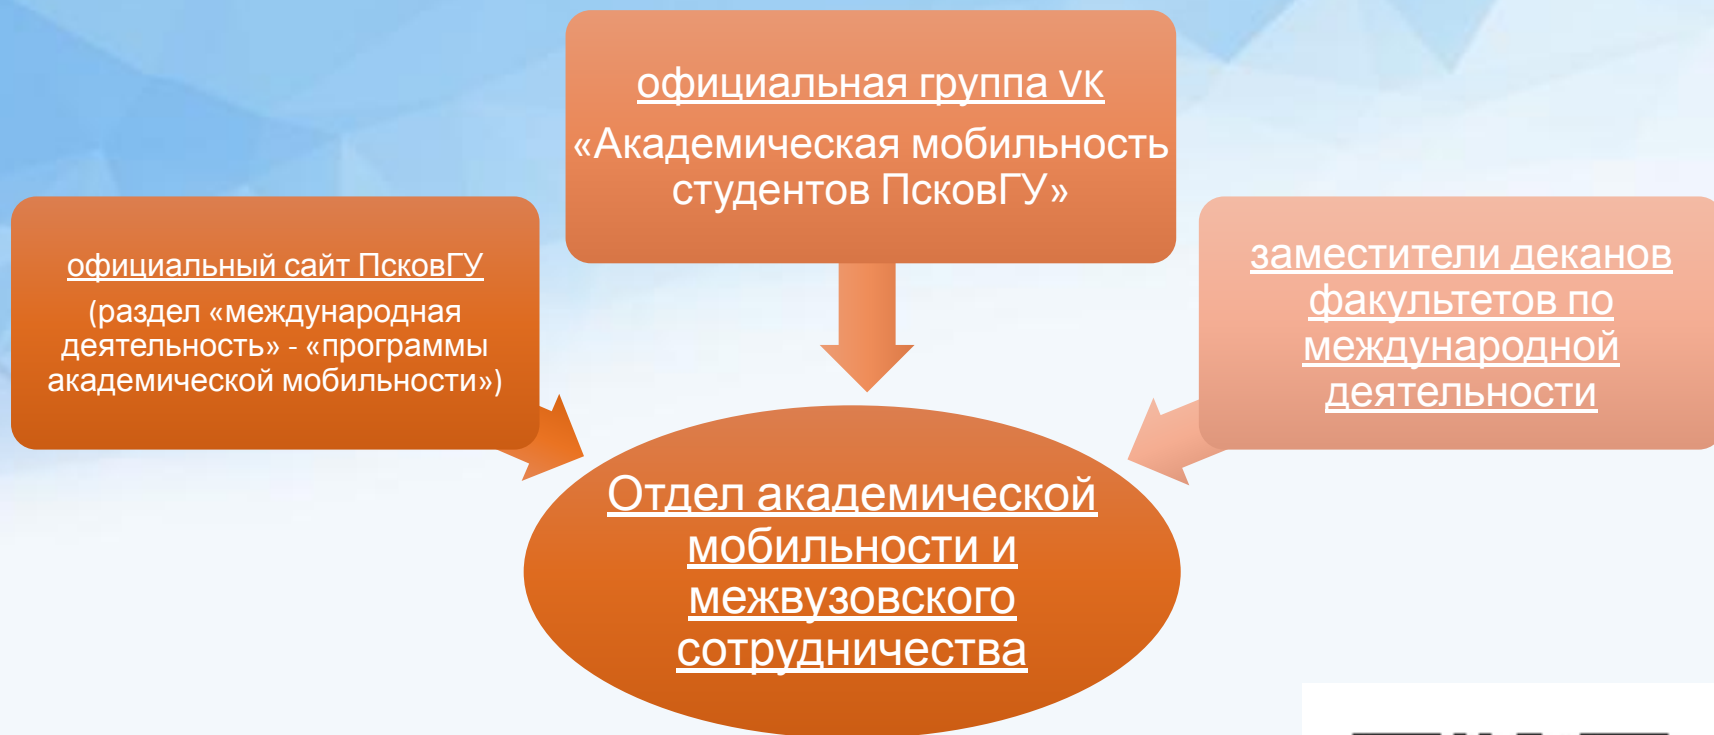 официальная группа VK
«Академическая мобильность
студентов ПсковГУ»
официальный сайт ПсковГУ
(раздел «международная
деятельность» - «программы
академической мобильности»)
заместители деканов
факультетов по
международной
деятельности
Отдел академической
мобильности и
межвузовского
сотрудничества